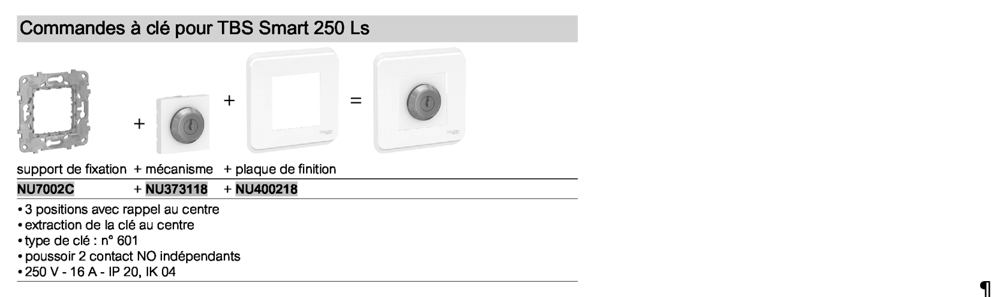 Commandes à clé pour TBS Smart 250 Ls
+ + =
support de fixation + mécanisme + plaque de finition
NU7002C + NU373118 + NU400218
• 3 positions avec rappel au centre
• extraction de la clé au centre
• type de clé : n° 601
• poussoir 2 contact NO indépendants
• 250 V - 16 A - IP 20, IK 04
¶